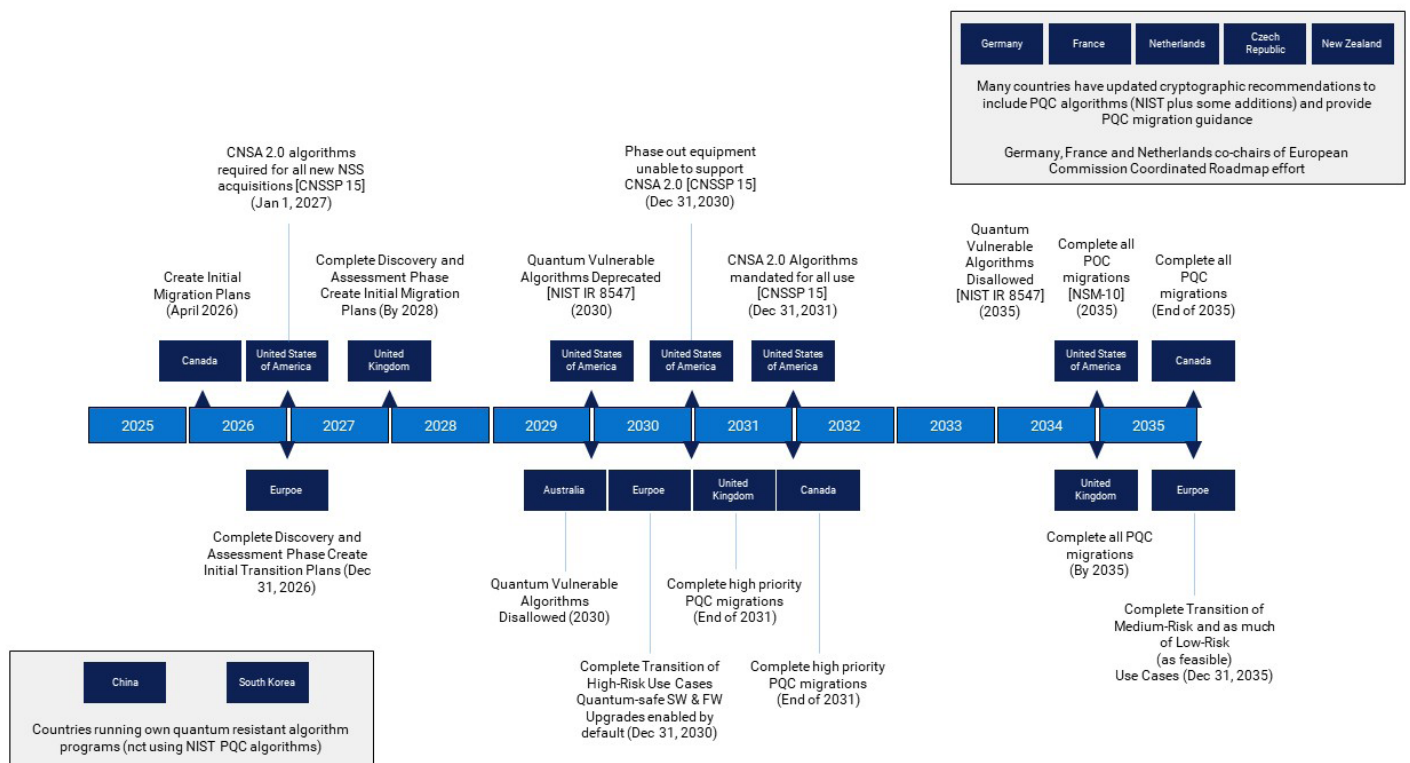 Germany
France
Netherlands
Czech
Republic
New Zealand
Many countries have updated cryptographic recommendations to
include PQC algorithms (NIST plus some additions) and provide
PQC migration guidance
Germany, France and Netherlands co-chairs of European
Commission Coordinated Roadmap effort
CNSA 2.0 algorithms
required for all new NSS
acquisitions [CNSSP 15]
(Jan 1, 2027)
Phase out equipment
unable to support
CNSA 2.0 [CNSSP 15]
(Dec 31, 2030)
Create Initial
Migration Plans
(April 2026)
Complete Discovery and
Assessment Phase
Create Initial Migration
Plans (By 2028)
Quantum Vulnerable
Algorithms Deprecated
[NIST IR 8547]
(2030)
CNSA 2.0 Algorithms
mandated for all use
[CNSSP 15]
(Dec 31, 2031)
Quantum
Vulnerable
Algorithms
Disallowed
[NIST IR 8547]
(2035)
Complete all
POC
migrations
[NSM-10]
(2035)
Complete all
PQC
migrations
(End of 2035)
Canada
United States
of America
United
Kingdom
United States
of America
United States
of America
United States
of America
United States
of America
Canada
2025
2026
2027
2028
2029
2030
2031
2032
2033
2034
2035
Eurpoe
Australia
Eurpoe
United
Kingdom
Canada
United
Kingdom
Eurpoe
Complete Discovery and
Assessment Phase Create
Initial Transition Plans (Dec
31, 2026)
Quantum Vulnerable
Algorithms
Disallowed (2030)
Complete Transition of
High-Risk Use Cases
Quantum-safe SW & FW
Upgrades enabled by
default (Dec 31, 2030)
Complete high priority
PQC migrations
(End of 2031)
Complete high priority
PQC migrations
(End of 2031)
Complete all PQC
migrations
(By 2035)
Complete Transition of
Medium-Risk and as much
of Low-Risk
(as feasible)
Use Cases (Dec 31, 2035)
China
South Korea
Countries running own quantum resistant algorithm
programs (nct using NIST PQC algorithms)